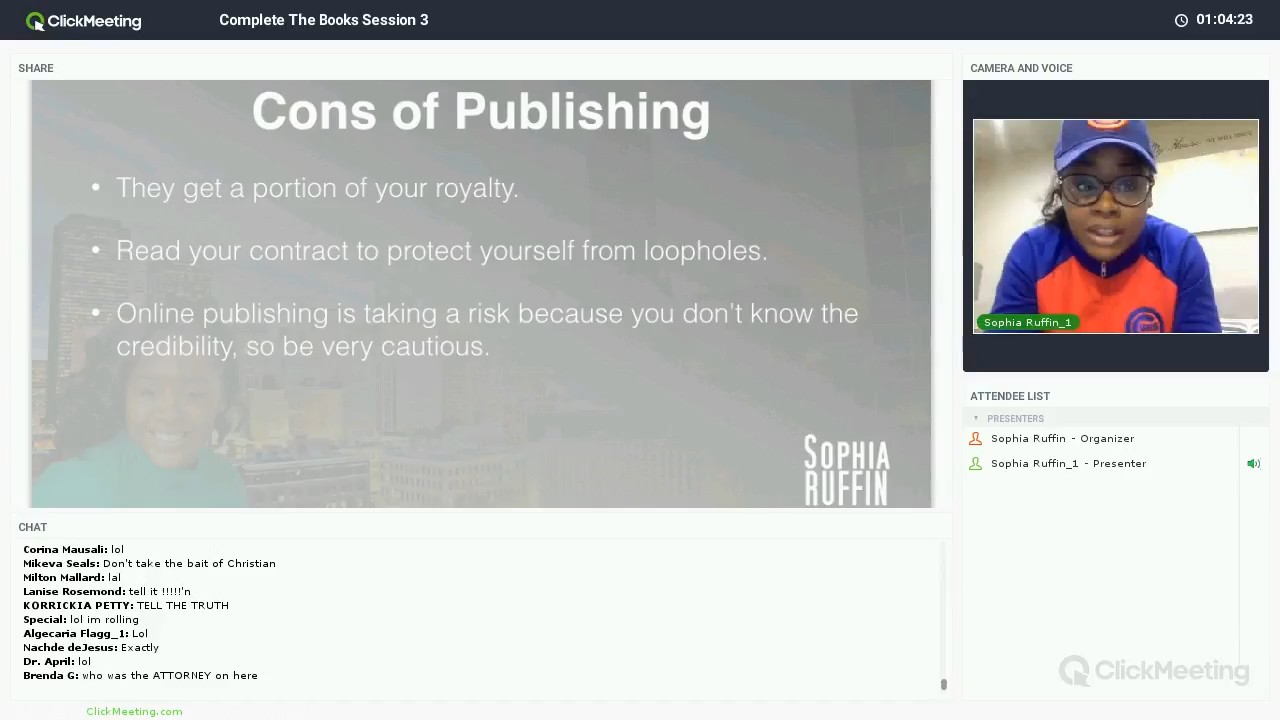 ClickMeeting
Complete The Books Session 3
01:04:23
SHARE
Cons of Publishing
• They get a portion of your royalty.
• Read your contract to protect yourself from loopholes.
• Online publishing is taking a risk because you don't know the
credibility, so be very cautious.
SOPHIA
RUFFIN
CAMERA AND VOICE
Sophia Ruffin_1
ATTENDEE LIST
PRESENTERS
Sophia Ruffin - Organizer
Sophia Ruffin_1 - Presenter
CHAT
Corina Mausali: lol
Mikeva Seals: Don't take the bait of Christian
Milton Mallard: lal
Lanise Rosemond: tell it !!!!!'n
KORRICKIA PETTY: TELL THE TRUTH
Special: lol im rolling
Algecaria Flagg_1: Lol
Nachde deJesus: Exactly
Dr. April: lol
Brenda G: who was the ATTORNEY on here
ClickMeeting
ClickMeeting.com